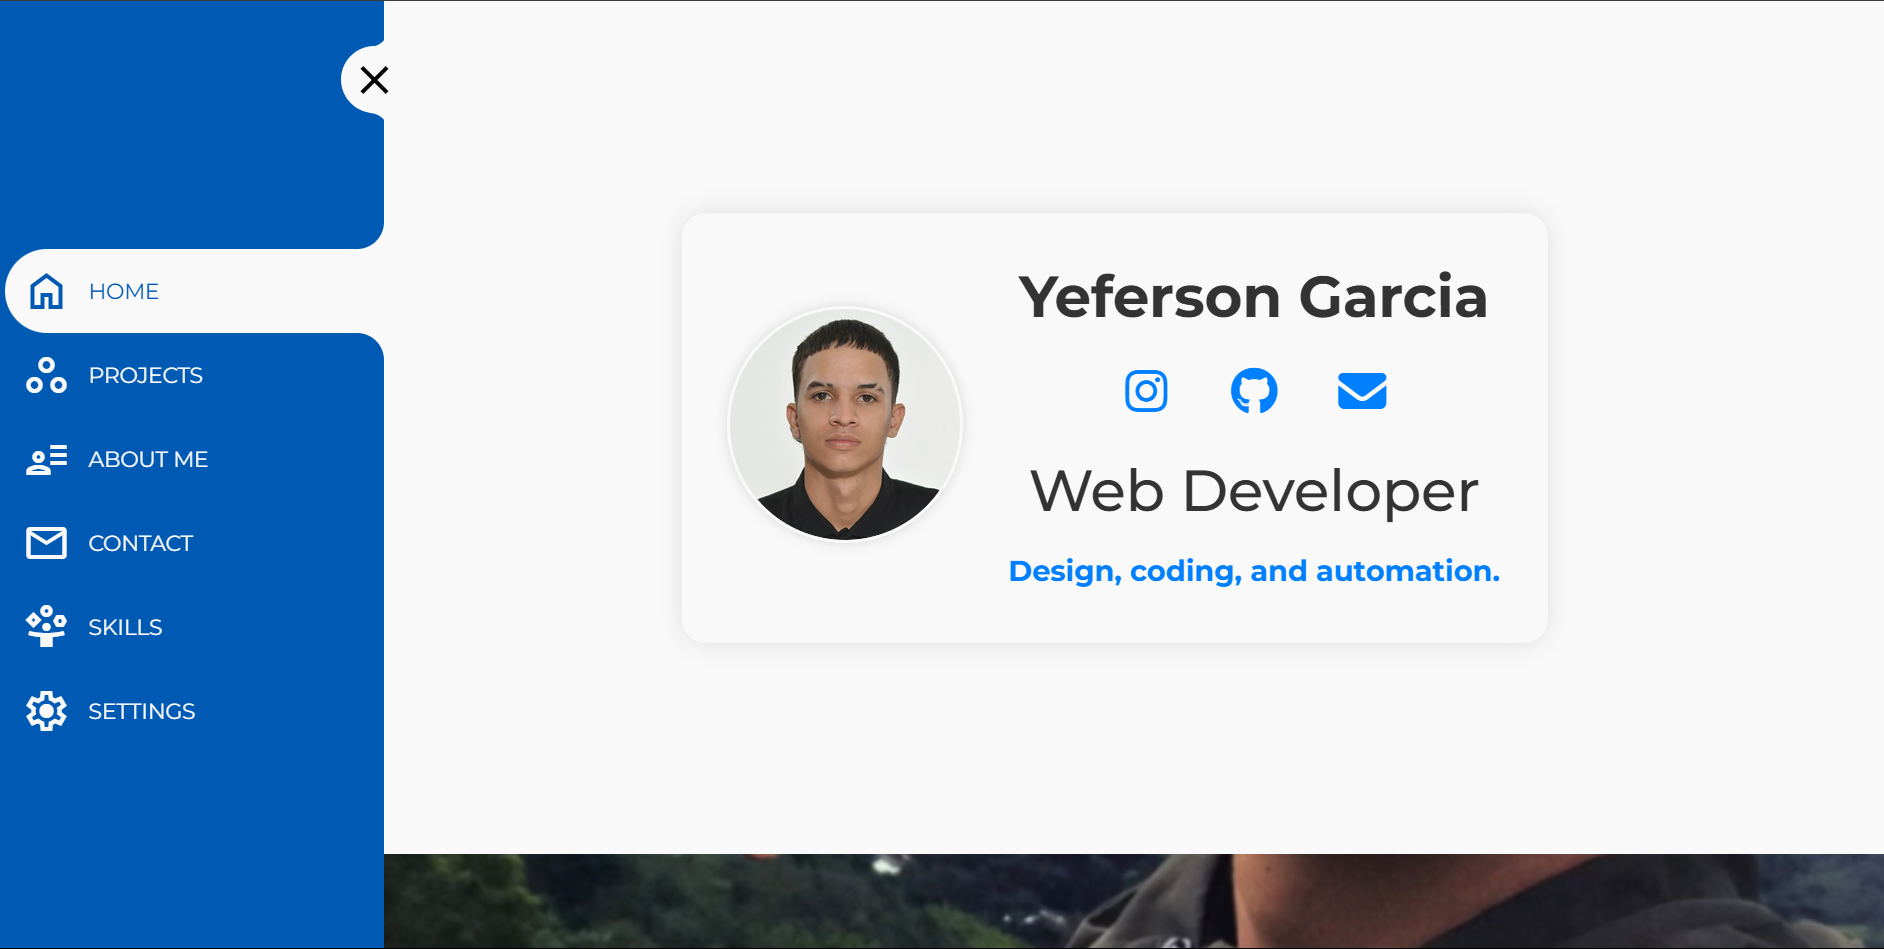 HOME
PROJECTS
ABOUT ME
CONTACT
SKILLS
SETTINGS
Yeferson Garcia
Web Developer
Design, coding, and automation.